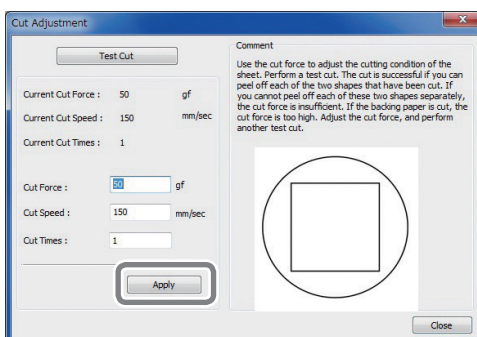 Cut Adjustment
Test Cut
Current Cut Force : 50 gf
Current Cut Speed : 150 mm/sec
Current Cut Times : 1
Cut Force : 50 gf
Cut Speed : 150 mm/sec
Cut Times : 1
Apply
Comment
Use the cut force to adjust the cutting condition of the
sheet. Perform a test cut. The cut is successful if you can
peel off each of the two shapes that have been cut. If
you cannot peel off each of these two shapes separately,
the cut force is insufficient. If the backing paper is cut, the
cut force is too high. Adjust the cut force, and perform
another test cut.
Close